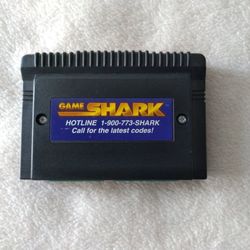 GAME SHARK
HOTLINE 1-900-773-SHARK
Call for the latest codes!